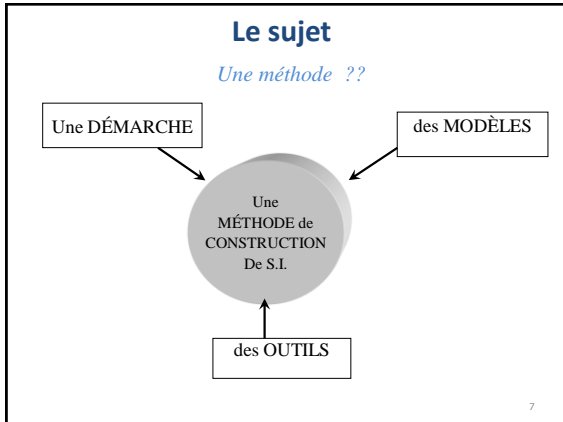 Le sujet
Une méthode ??
Une DÉMARCHE
des MODÈLES
Une
MÉTHODE de
CONSTRUCTION
De S.I.
des OUTILS
7